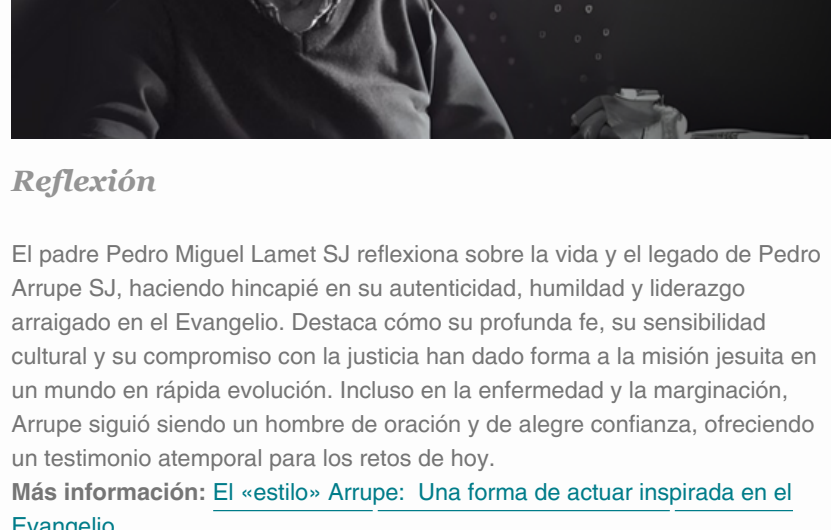 Reflexión
El padre Pedro Miguel Lamet SJ reflexiona sobre la vida y el legado de Pedro
Arrupe SJ, haciendo hincapié en su autenticidad, humildad y liderazgo
arraigado en el Evangelio. Destaca cómo su profunda fe, su sensibilidad
cultural y su compromiso con la justicia han dado forma a la misión jesuita en
un mundo en rápida evolución. Incluso en la enfermedad y la marginación,
Arrupe siguió siendo un hombre de oración y de alegre confianza, ofreciendo
un testimonio atemporal para los retos de hoy.
Más información: El «estilo» Arrupe:  Una forma de actuar inspirada en el
Evangelio